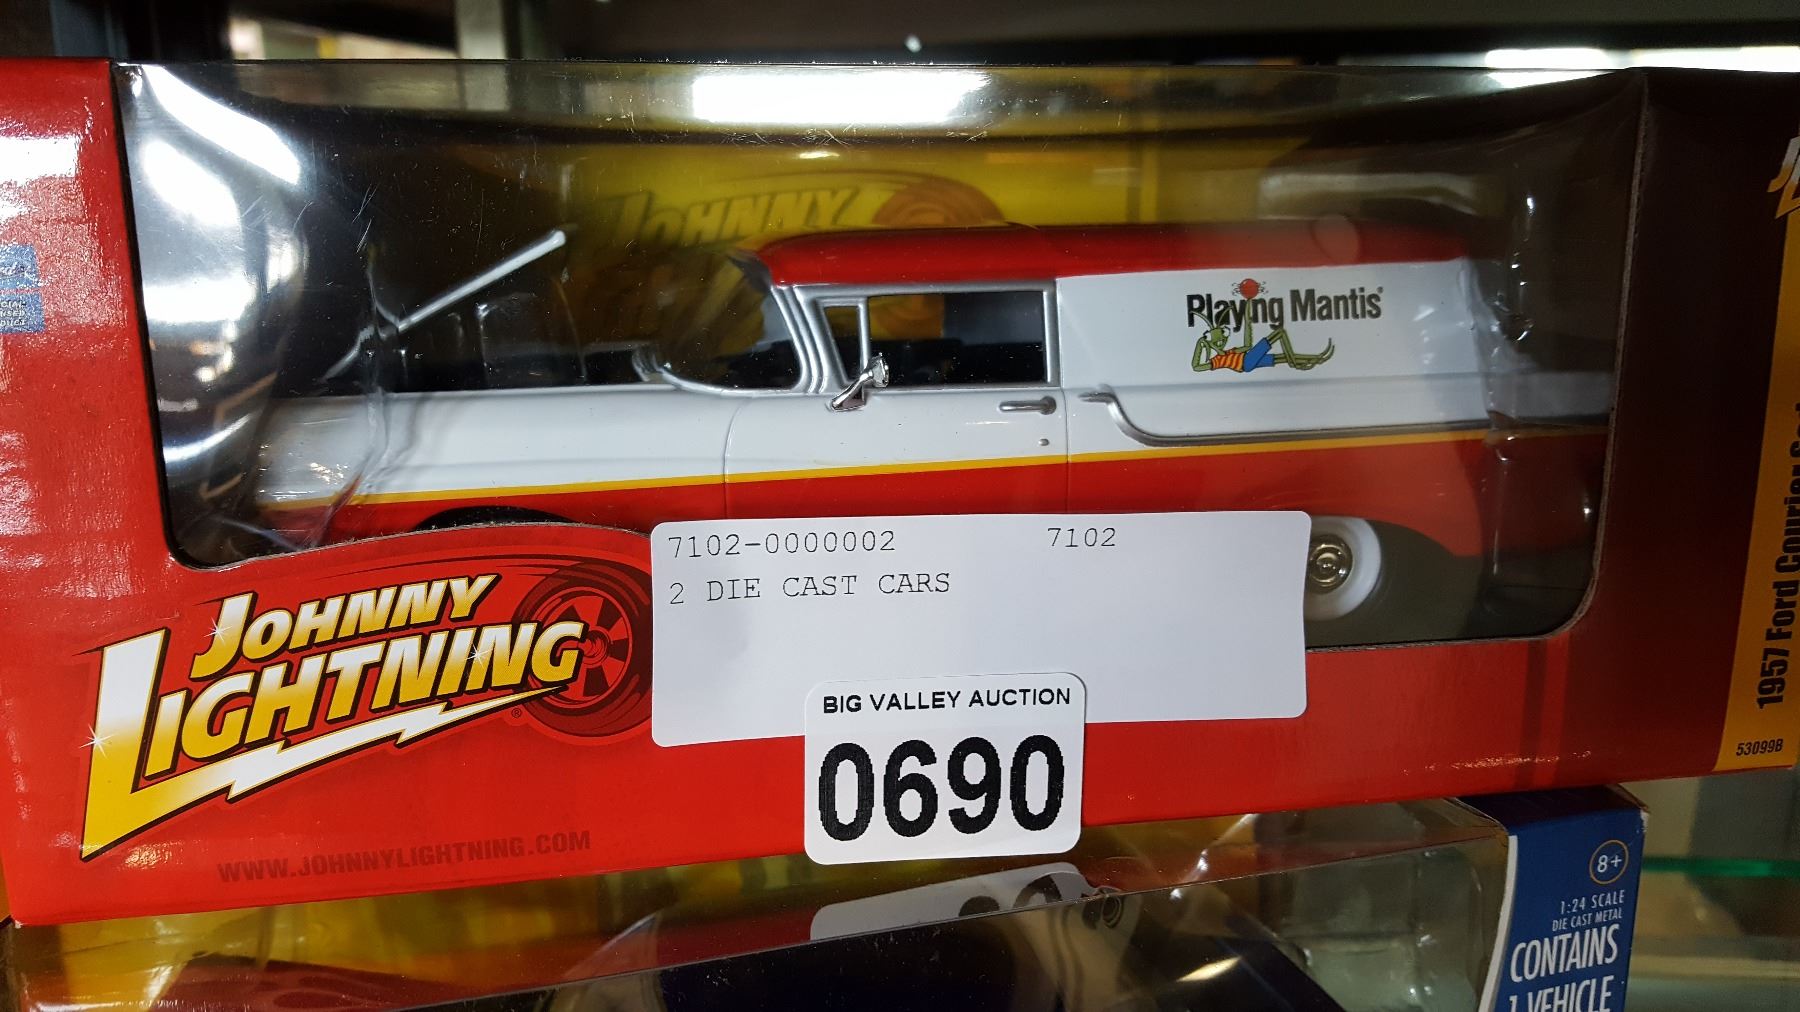 JOHNNY
Playing Mantis®
7102-0000002 7102
2 DIE CAST CARS
JOHNNY
LIGHTNING®
BIG VALLEY AUCTION
0690
WWW.JOHNNYLIGHTNING.COM
1957 Ford Courier
53099B
8+
1:24 SCALE
DIE CAST METAL
CONTAINS
1 VEHICLE